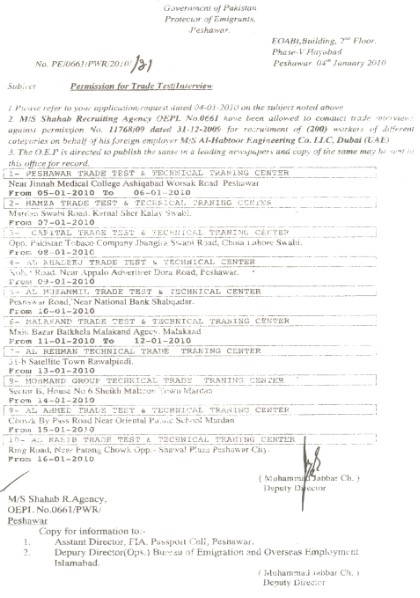 Government of Pakistan
Protector of Emigrants,
Peshawar.
EOABI,Building, 2nd Floor,
Phase-V Hayabad
No. PE/0661/PWR/2010/ Peshawar 04th January 2010
Subject Permission for Trade Test/Interview
1 Please refer to your application/request dated 04-01-2010 on the subject noted above
2. M/S Shahab Recruiting Agency OEPL No.0661 have been allowed to conduct trade interviews
against permission No. 11768/09 dated 31-12-2009 for recruitment of (200) workers of different
categories on behalf of his foreign employer M/S Al-Habtoor Engineering Co. LLC, Dubai (UAE)
3. The O.E.P is directed to publish the same in a leading newspapers and copy of the same may be sent to
this office for record.
1- PESHAWAR TRADE TEST & TECHNICAL TRANING CENTER
Near Jinnah Medical College Ashiqabad Worsak Road Peshawar
From 05-01-2010 To 06-01-2010
2- HAMZA TRADE TEST & TECHNICAL TRANING CENTER
Mardan Swabi Road, Kernal Sher Kalay Swabi.
From 07-01-2010
3- CAPITAL TRADE TEST & TECHNICAL TRANING CENTER
Opp. Pakistan Tobaco Company Jhangira Swabi Road, Lahore Swabi.
From 08-01-2010
4- AL KHALEEJ TRADE TEST & TECHNICAL CENTER
Road, Near Appalo Advertiser Dora Road, Peshawar.
From 09-01-2010
5- AL MUZAMMIL TRADE TEST & TECHNICAL TRANING CENTER
Peshawar Road, Near National Bank Shabqadar.
From 10-01-2010
6- MALAKAND TRADE TEST & TECHNICAL TRANING CENTER
Main Bazar Batkhela Malakand Agecy. Malakand
From 11-01-2010 To 12-01-2010
7- AL REHMAN TECHNICAL TRADE TRANING CENTER
Satellite Town Rawalpindi.
From 13-01-2010
8- MOHMAND GROUP TECHNICAL TRADE TRANING CENTER
Sector B, House No 6 Sheikh Maltoon Town Mardan
From 14-01-2010
9- AL AHMED TRADE TEST & TECHNICAL TRANING CENTER
Chowk By Pass Road Near Oriental Public School Mardan
From 15-01-2010
10- AL HASIB TRADE TEST & TECHNICAL TRANING CENTER
Ring Road, Near Patang Chowk Opp:- Sanwal Plaza Peshawar City.
From 16-01-2010
( Muhammad Jabbar Ch. )
Deputy Director
M/S Shahab R.Agency,
OEPL No.0661/PWR/
Peshawar
Copy for information to:-
1. Asstant Director, FIA, Passport Cell, Peshawar.
2. Deputy Director(Ops.) Bureau of Emigration and Overseas Employment
Islamabad.
( Muhammad Jabbar Ch. )
Deputy Director